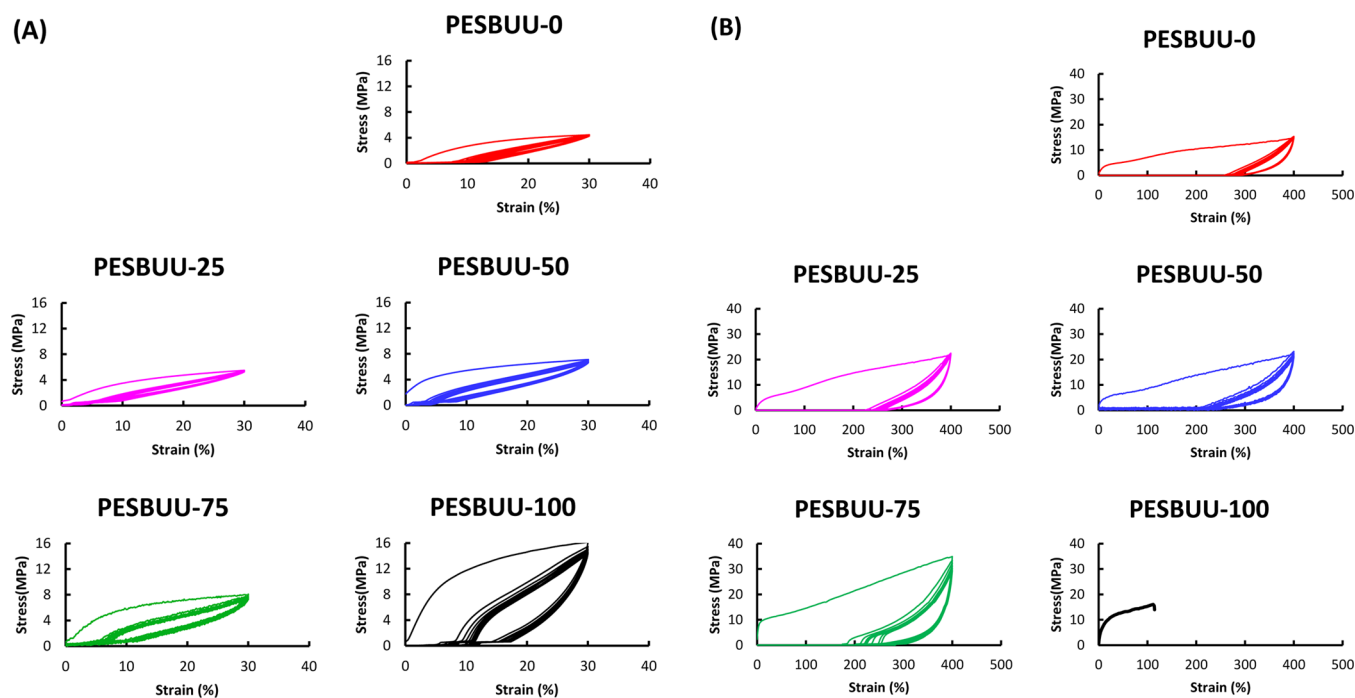 (A)
PESBUU-0
16
12
8
4
0
Stress (MPa)
0 10 20 30 40
Strain (%)
PESBUU-25
16
12
8
4
0
Stress (MPa)
0 10 20 30 40
Strain (%)
PESBUU-50
16
12
8
4
0
Stress(MPa)
0 10 20 30 40
Strain (%)
PESBUU-75
16
12
8
4
0
Stress(MPa)
0 10 20 30 40
Strain (%)
PESBUU-100
16
12
8
4
0
Stress(MPa)
0 10 20 30 40
Strain (%)
(B)
PESBUU-0
40
30
20
10
0
Stress (MPa)
0 100 200 300 400 500
Strain (%)
PESBUU-25
40
30
20
10
0
Stress(MPa)
0 100 200 300 400 500
Strain (%)
PESBUU-50
40
30
20
10
0
Stress(MPa)
0 100 200 300 400 500
Strain (%)
PESBUU-75
40
30
20
10
0
Stress (MPa)
0 100 200 300 400 500
Strain (%)
PESBUU-100
40
30
20
10
0
Stress (MPa)
0 100 200 300 400 500
Strain (%)